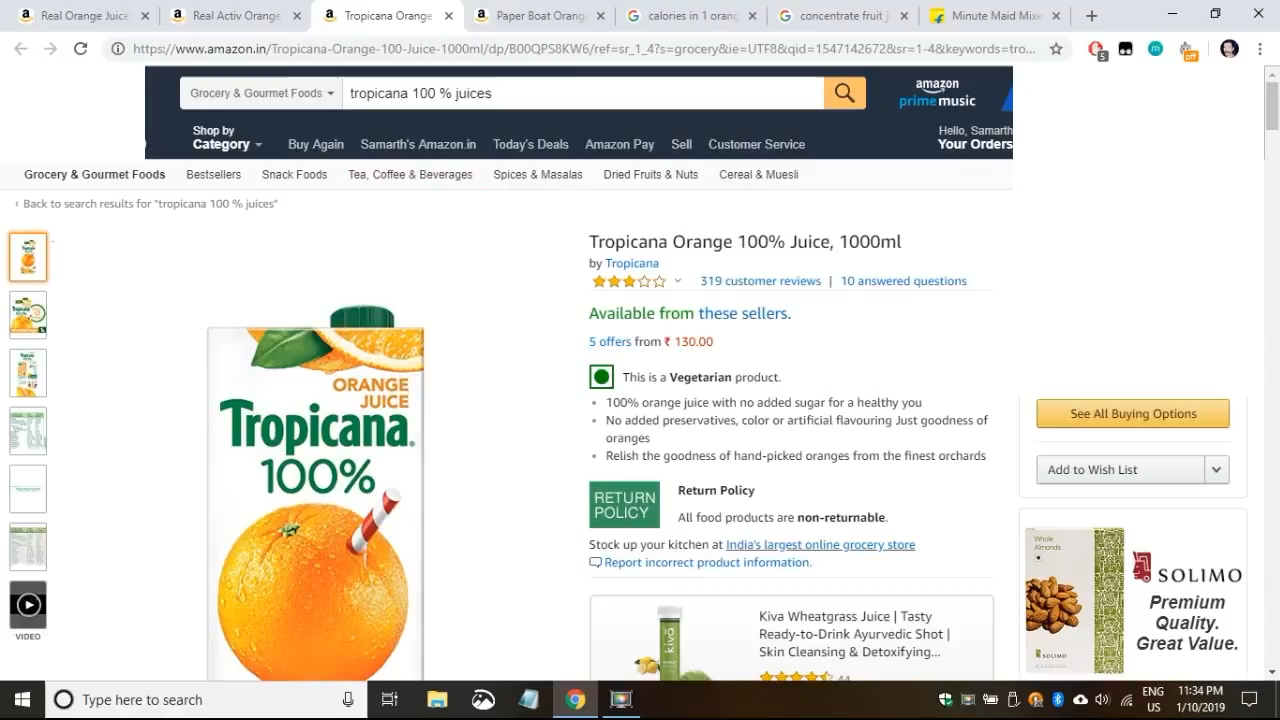 Real Orange Juice
Real Activ Orange
Tropicana Orange
Paper Boat Orang
calories in 1 orang
concentrate fruit j
Minute Maid Mixe
https://www.amazon.in/Tropicana-Orange-100-Juice-1000ml/dp/B00QPS8KW6/ref=sr_1_4?s=grocery&ie=UTF8&qid=1547142672&sr=1-4&keywords=tro...
5
off
Grocery & Gourmet Foods
tropicana 100 % juices
amazon
prime music
Shop by
Category
Buy Again
Samarth's Amazon.in
Today's Deals
Amazon Pay
Sell
Customer Service
Hello, Samarth
Your Orders
Grocery & Gourmet Foods
Bestsellers
Snack Foods
Tea, Coffee & Beverages
Spices & Masalas
Dried Fruits & Nuts
Cereal & Muesli
‹ Back to search results for "tropicana 100 % juices"
Tropicana Orange 100% Juice, 1000ml
by Tropicana
319 customer reviews | 10 answered questions
Available from these sellers.
5 offers from ₹ 130.00
This is a Vegetarian product.
100% orange juice with no added sugar for a healthy you
No added preservatives, color or artificial flavouring Just goodness of
oranges
Relish the goodness of hand-picked oranges from the finest orchards
RETURN
POLICY
Return Policy
All food products are non-returnable.
Stock up your kitchen at India's largest online grocery store
Report incorrect product information.
Kiva Wheatgrass Juice | Tasty
Ready-to-Drink Ayurvedic Shot |
Skin Cleansing & Detoxifying...
44
kiva
ORANGE
JUICE
Tropicana
100%
VIDEO
See All Buying Options
Add to Wish List
Whole
Almonds
SOLIMO
SOLIMO
Premium
Quality.
Great Value.
Type here to search
ENG
US
11:34 PM
1/10/2019